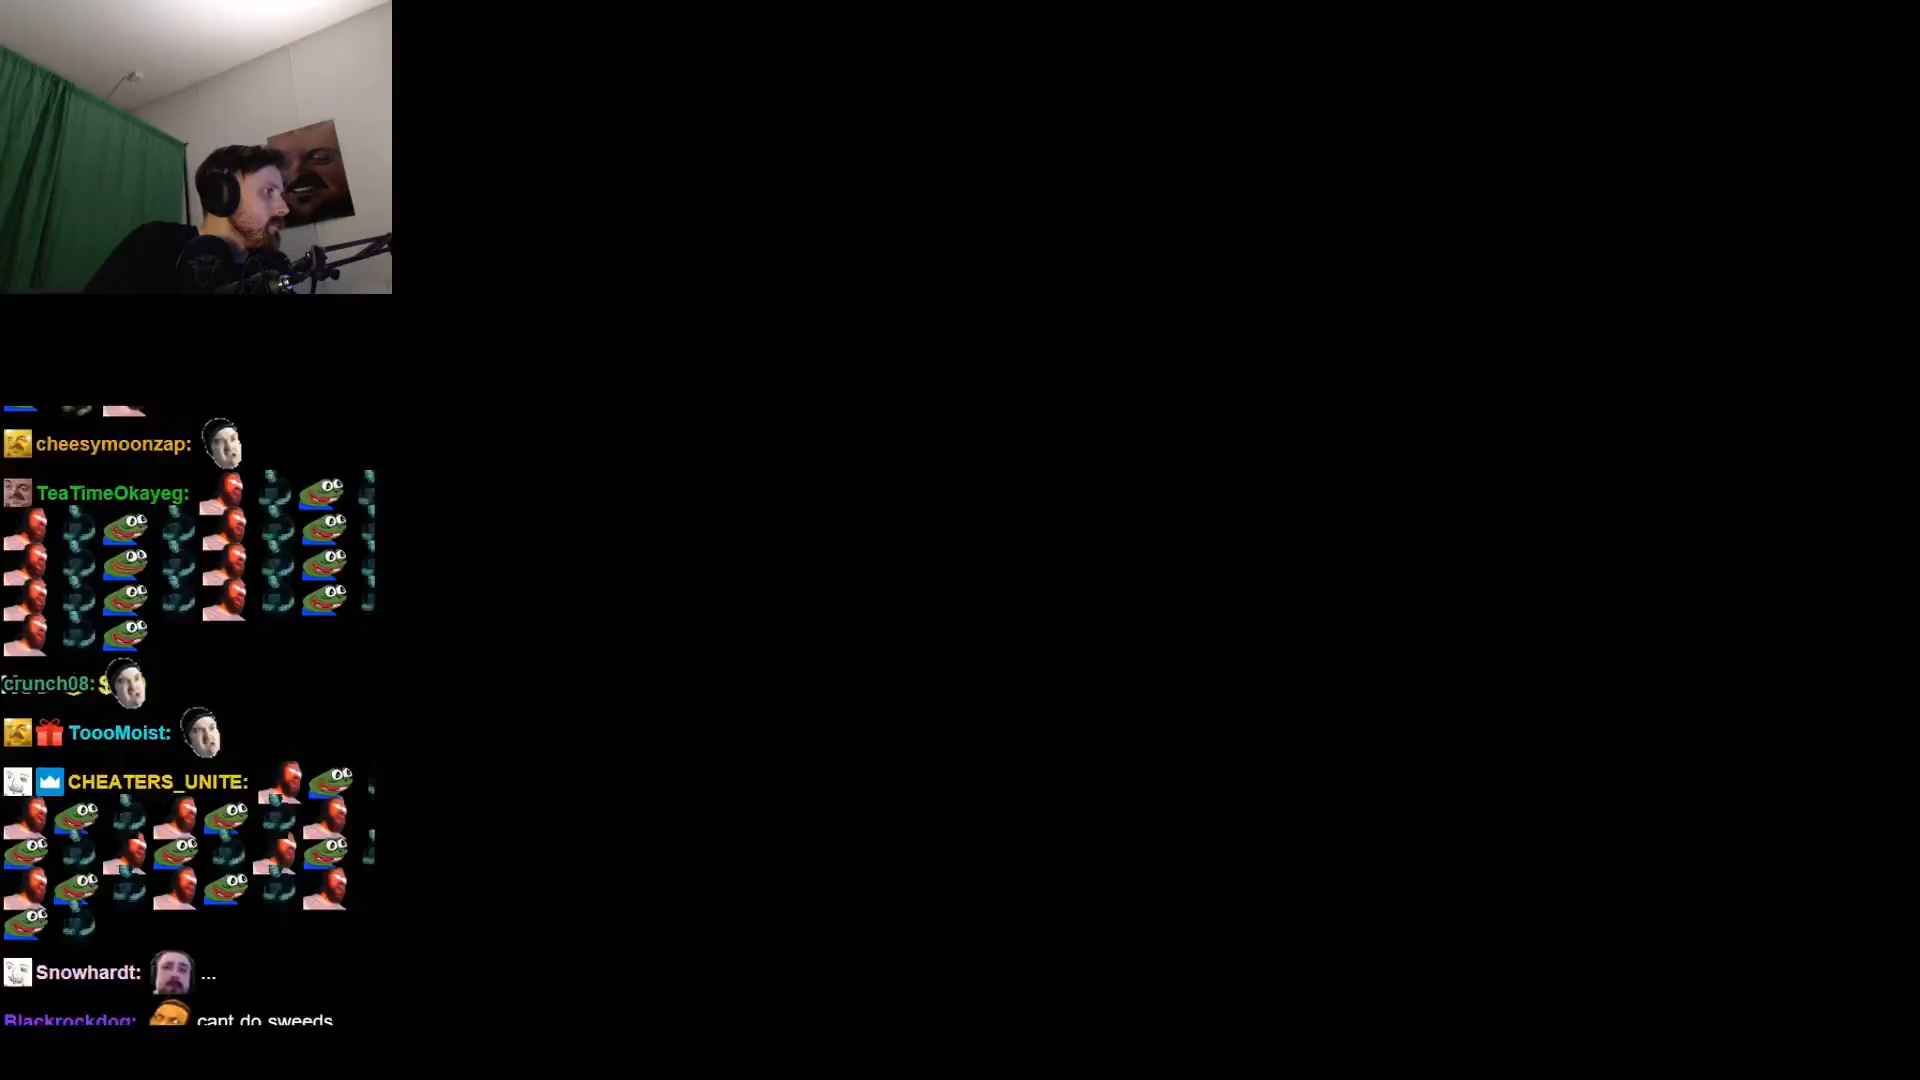 cheesymoonzap:
TeaTimeOkayeg:
crunch08:
ToooMoist:
CHEATERS_UNITE:
Snowhardt: ...
Blackrockdog: cant do sweeds